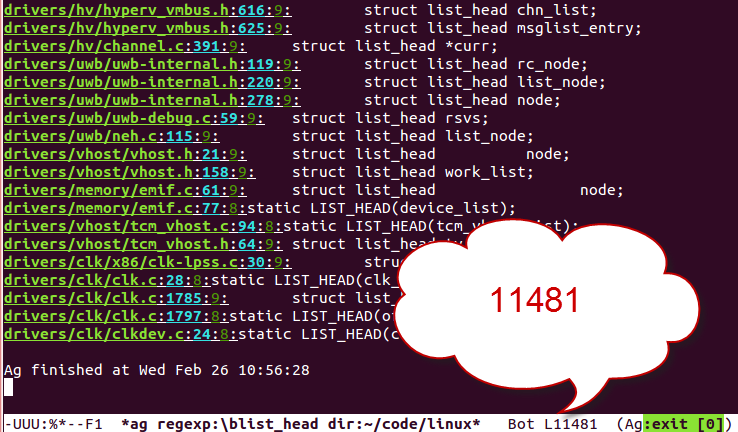 drivers/hv/hyperv_vmbus.h:616:9:        struct list_head chn_list;
drivers/hv/hyperv_vmbus.h:625:9:        struct list_head msglist_entry;
drivers/hv/channel.c:391:9:     struct list_head *curr;
drivers/uwb/uwb-internal.h:119:9:       struct list_head rc_node;
drivers/uwb/uwb-internal.h:220:9:       struct list_head list_node;
drivers/uwb/uwb-internal.h:278:9:       struct list_head node;
drivers/uwb/uwb-debug.c:59:9:   struct list_head rsvs;
drivers/uwb/neh.c:115:9:        struct list_head list_node;
drivers/vhost/vhost.h:21:9:     struct list_head          node;
drivers/vhost/vhost.h:158:9:    struct list_head work_list;
drivers/memory/emif.c:61:9:     struct list_head                node;
drivers/memory/emif.c:77:8:static LIST_HEAD(device_list);
drivers/vhost/tcm_vhost.c:94:8:static LIST_HEAD(
drivers/vhost/tcm_vhost.h:64:9: struct list_head
drivers/clk/x86/clk-lpss.c:30:9:
drivers/clk/clk.c:28:8:static LIST_HEAD(clk_
drivers/clk/clk.c:1785:9:       struct list_
drivers/clk/clk.c:1797:8:static LIST_HEAD(
drivers/clk/clkdev.c:24:8:static LIST_HEAD(
11481
Ag finished at Wed Feb 26 10:56:28
-UUU:%*--F1  *ag regexp:\blist_head dir:~/code/linux*   Bot L11481  (Ag:exit [0])